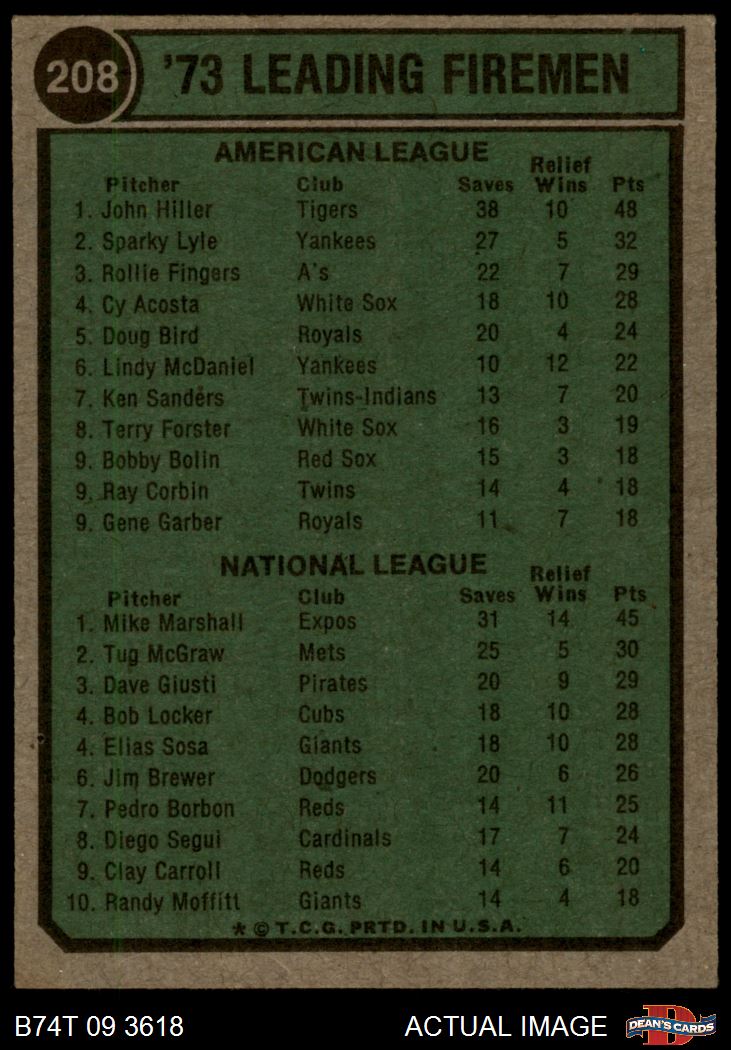 208 '73 LEADING FIREMEN
AMERICAN LEAGUE
Pitcher Club Saves Relief Wins Pts
1. John Hiller Tigers 38 10 48
2. Sparky Lyle Yankees 27 5 32
3. Rollie Fingers A's 22 7 29
4. Cy Acosta White Sox 18 10 28
5. Doug Bird Royals 20 4 24
6. Lindy McDaniel Yankees 10 12 22
7. Ken Sanders Twins-Indians 13 7 20
8. Terry Forster White Sox 16 3 19
9. Bobby Bolin Red Sox 15 3 18
9. Ray Corbin Twins 14 4 18
9. Gene Garber Royals 11 7 18
NATIONAL LEAGUE
Pitcher Club Saves Relief Wins Pts
1. Mike Marshall Expos 31 14 45
2. Tug McGraw Mets 25 5 30
3. Dave Giusti Pirates 20 9 29
4. Bob Locker Cubs 18 10 28
4. Elias Sosa Giants 18 10 28
6. Jim Brewer Dodgers 20 6 26
7. Pedro Borbon Reds 14 11 25
8. Diego Segui Cardinals 17 7 24
9. Clay Carroll Reds 14 6 20
10. Randy Moffitt Giants 14 4 18
* © T.C.G. PRTD. IN U.S.A.
B74T 09 3618 ACTUAL IMAGE D DEAN'S CARDS